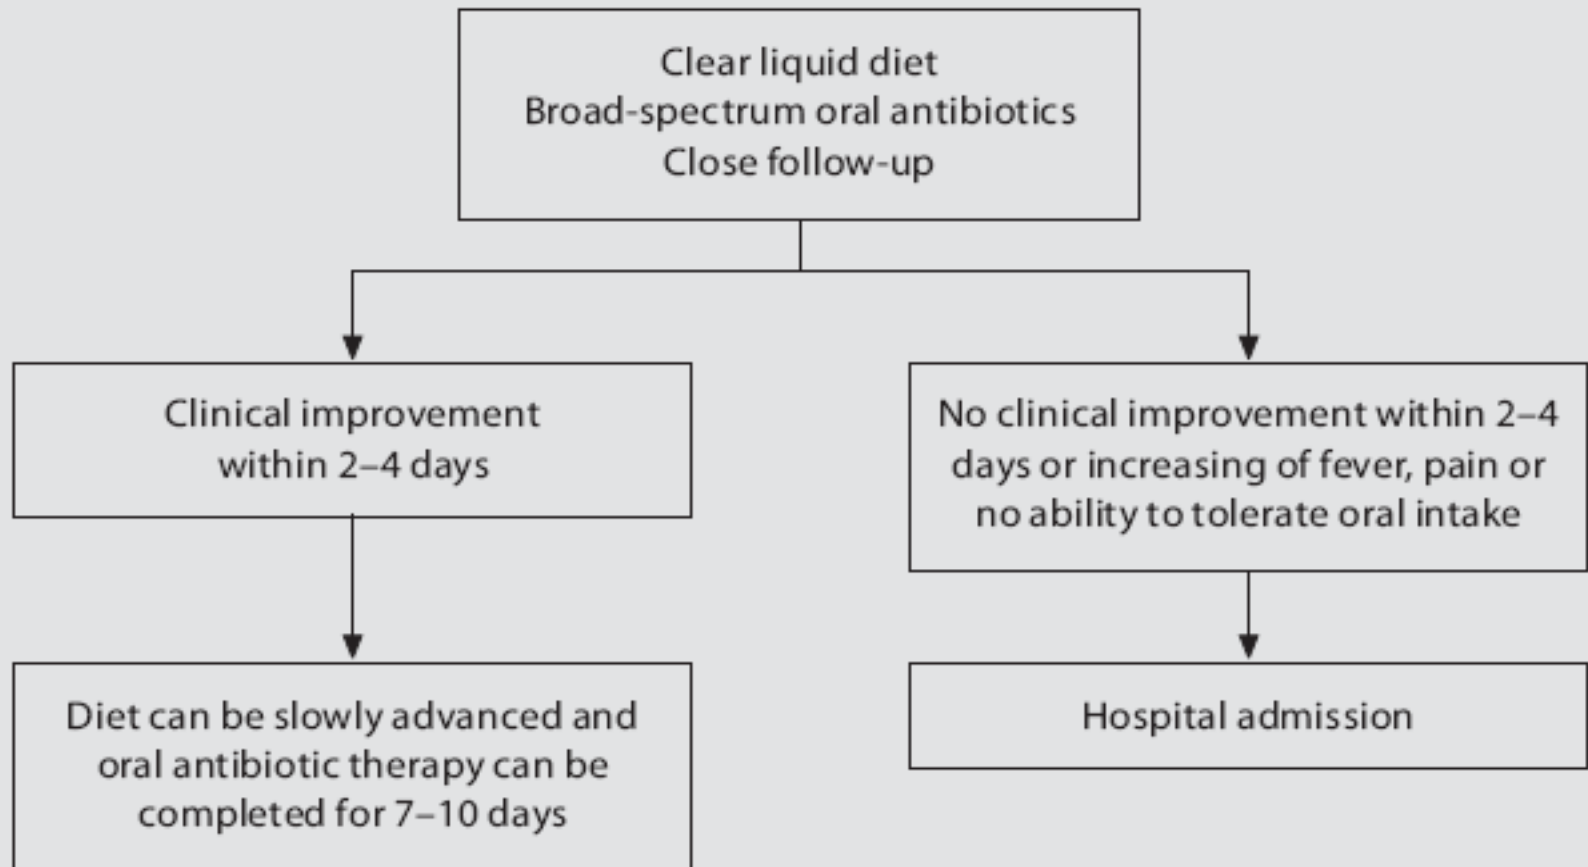 Clear liquid diet
Broad-spectrum oral antibiotics
Close follow-up
Clinical improvement
within 2–4 days
No clinical improvement within 2–4
days or increasing of fever, pain or
no ability to tolerate oral intake
Diet can be slowly advanced and
oral antibiotic therapy can be
completed for 7–10 days
Hospital admission